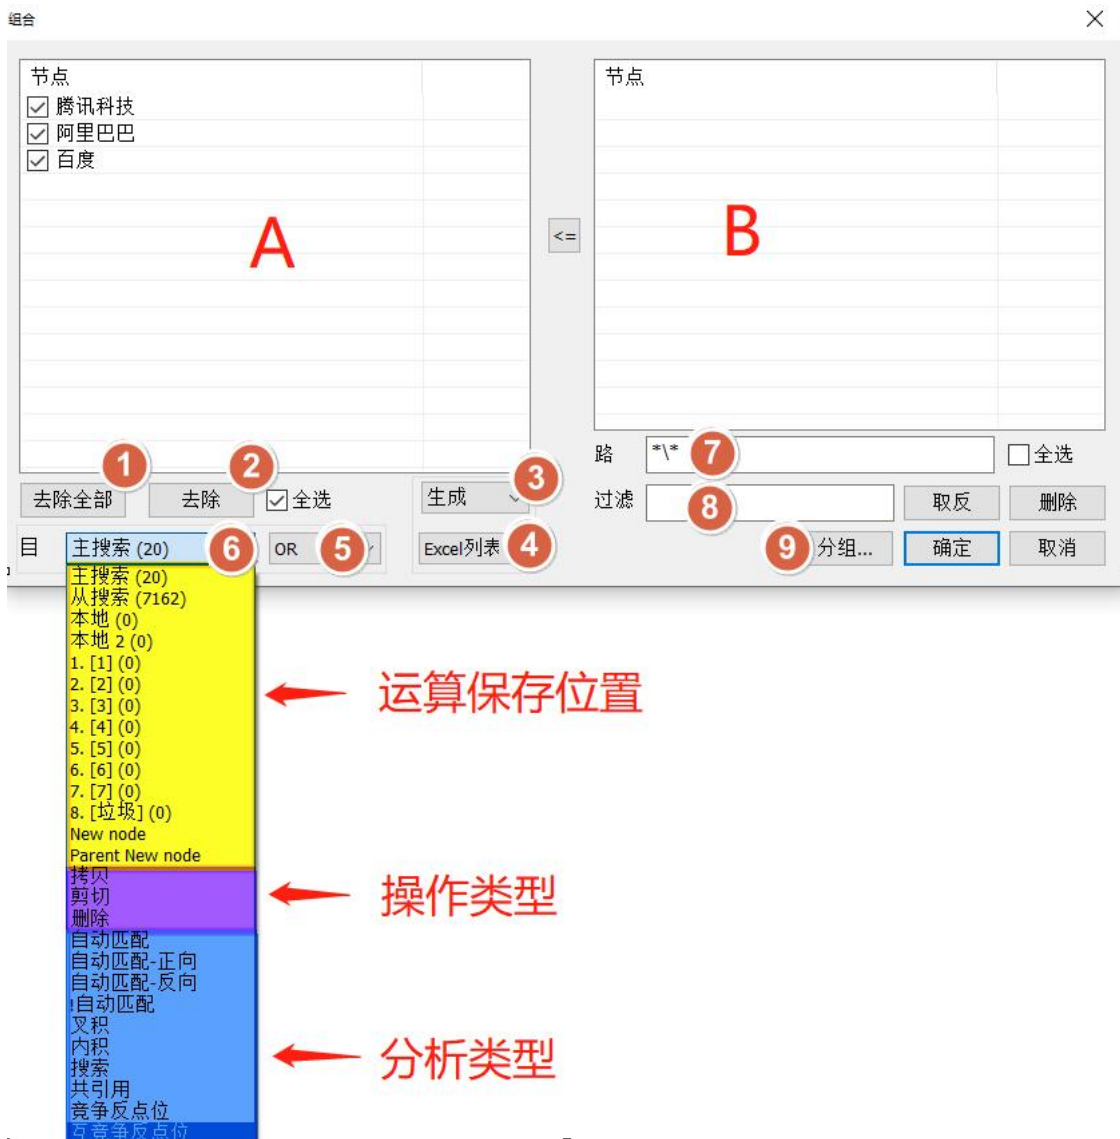 组合
节点
腾讯科技
阿里巴巴
百度
A
<=
节点
B
1
2
3
去除全部
去除
全选
生成
4
Excel列表
目
主搜索 (20)
6
OR
5
路
*\*
7
全选
过滤
8
取反
删除
9
分组...
确定
取消
主搜索 (20)
从搜索 (7162)
本地 (0)
本地 2 (0)
1. [1] (0)
2. [2] (0)
3. [3] (0)
4. [4] (0)
5. [5] (0)
6. [6] (0)
7. [7] (0)
8. [垃圾] (0)
New node
Parent New node
运算保存位置
拷贝
剪切
删除
操作类型
自动匹配
自动匹配-正向
自动匹配-反向
!自动匹配
叉积
内积
搜索
共引用
竞争反点位
互竞争反点位
分析类型